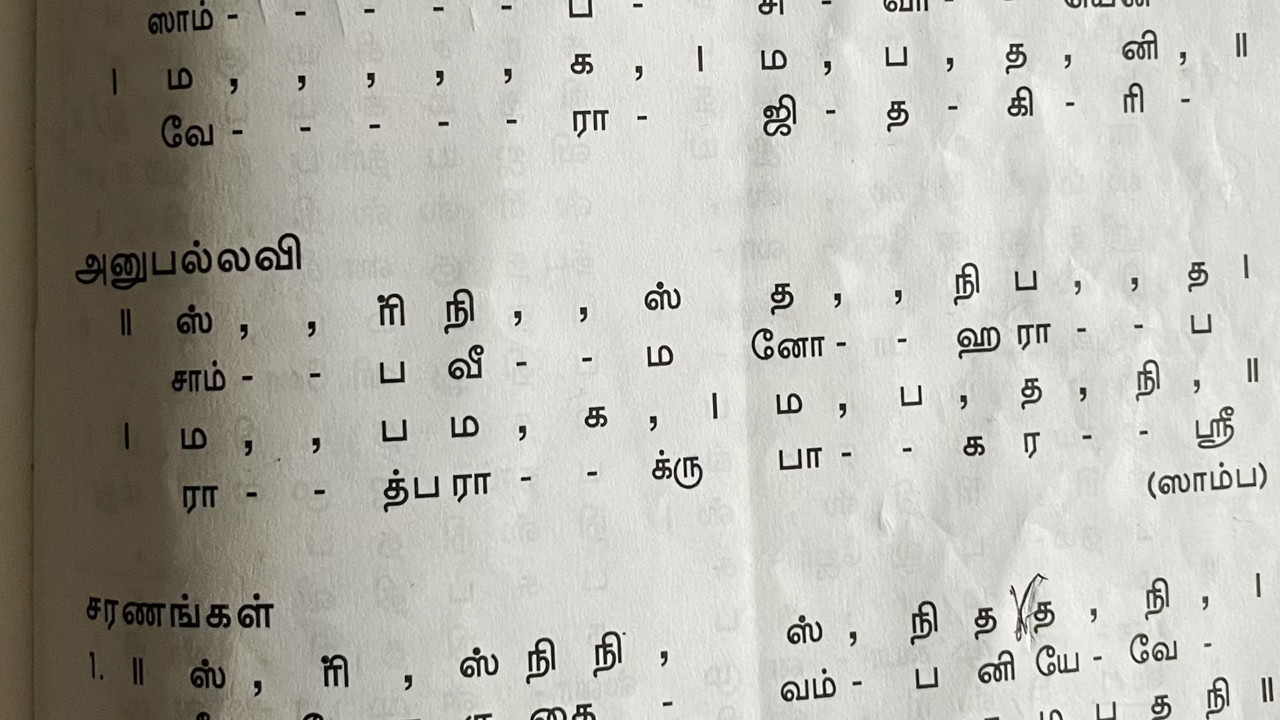 ஸாம் - - - - - ப - சி - வா -
| ம , , , , , க , | ம , ப , த , னி , ||
வே - - - - - ரா - ஜி - த - கி - ரி -
அனுபல்லவி
|| ஸ் , , ரி் நி , , ஸ் த , , நி ப , , த |
சாம் - - ப வீ - - ம னோ - - ஹ ரா - - ப
| ம , , ப ம , க , | ம , ப , த , நி , ||
ரா - - த்ப ரா - - க்ரு பா - - க ர - - ஸ்ரீ
(ஸாம்ப)
சரணங்கள்
1. || ஸ் , ரி் , ஸ் நி நி , ஸ் , நி த த , நி , |
கை - வம் - ப னி யே - வே -
ம ப த நி ||